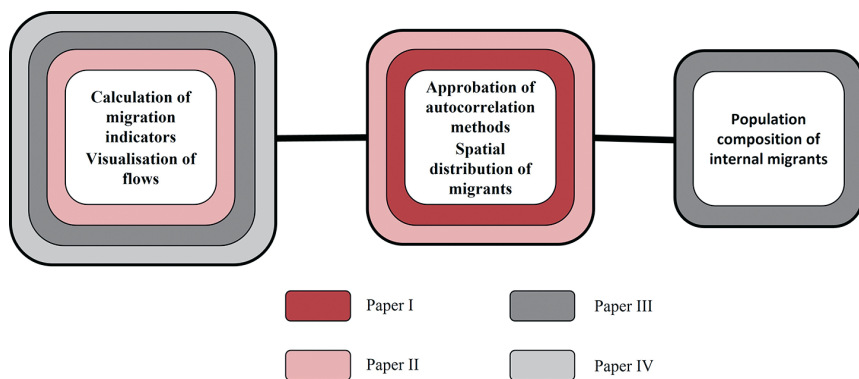 Calculation of
migration
indicators
Visualisation of
flows
Approbation of
autocorrelation
methods
Spatial
distribution of
migrants
Population
composition of
internal migrants
Paper I
Paper III
Paper II
Paper IV